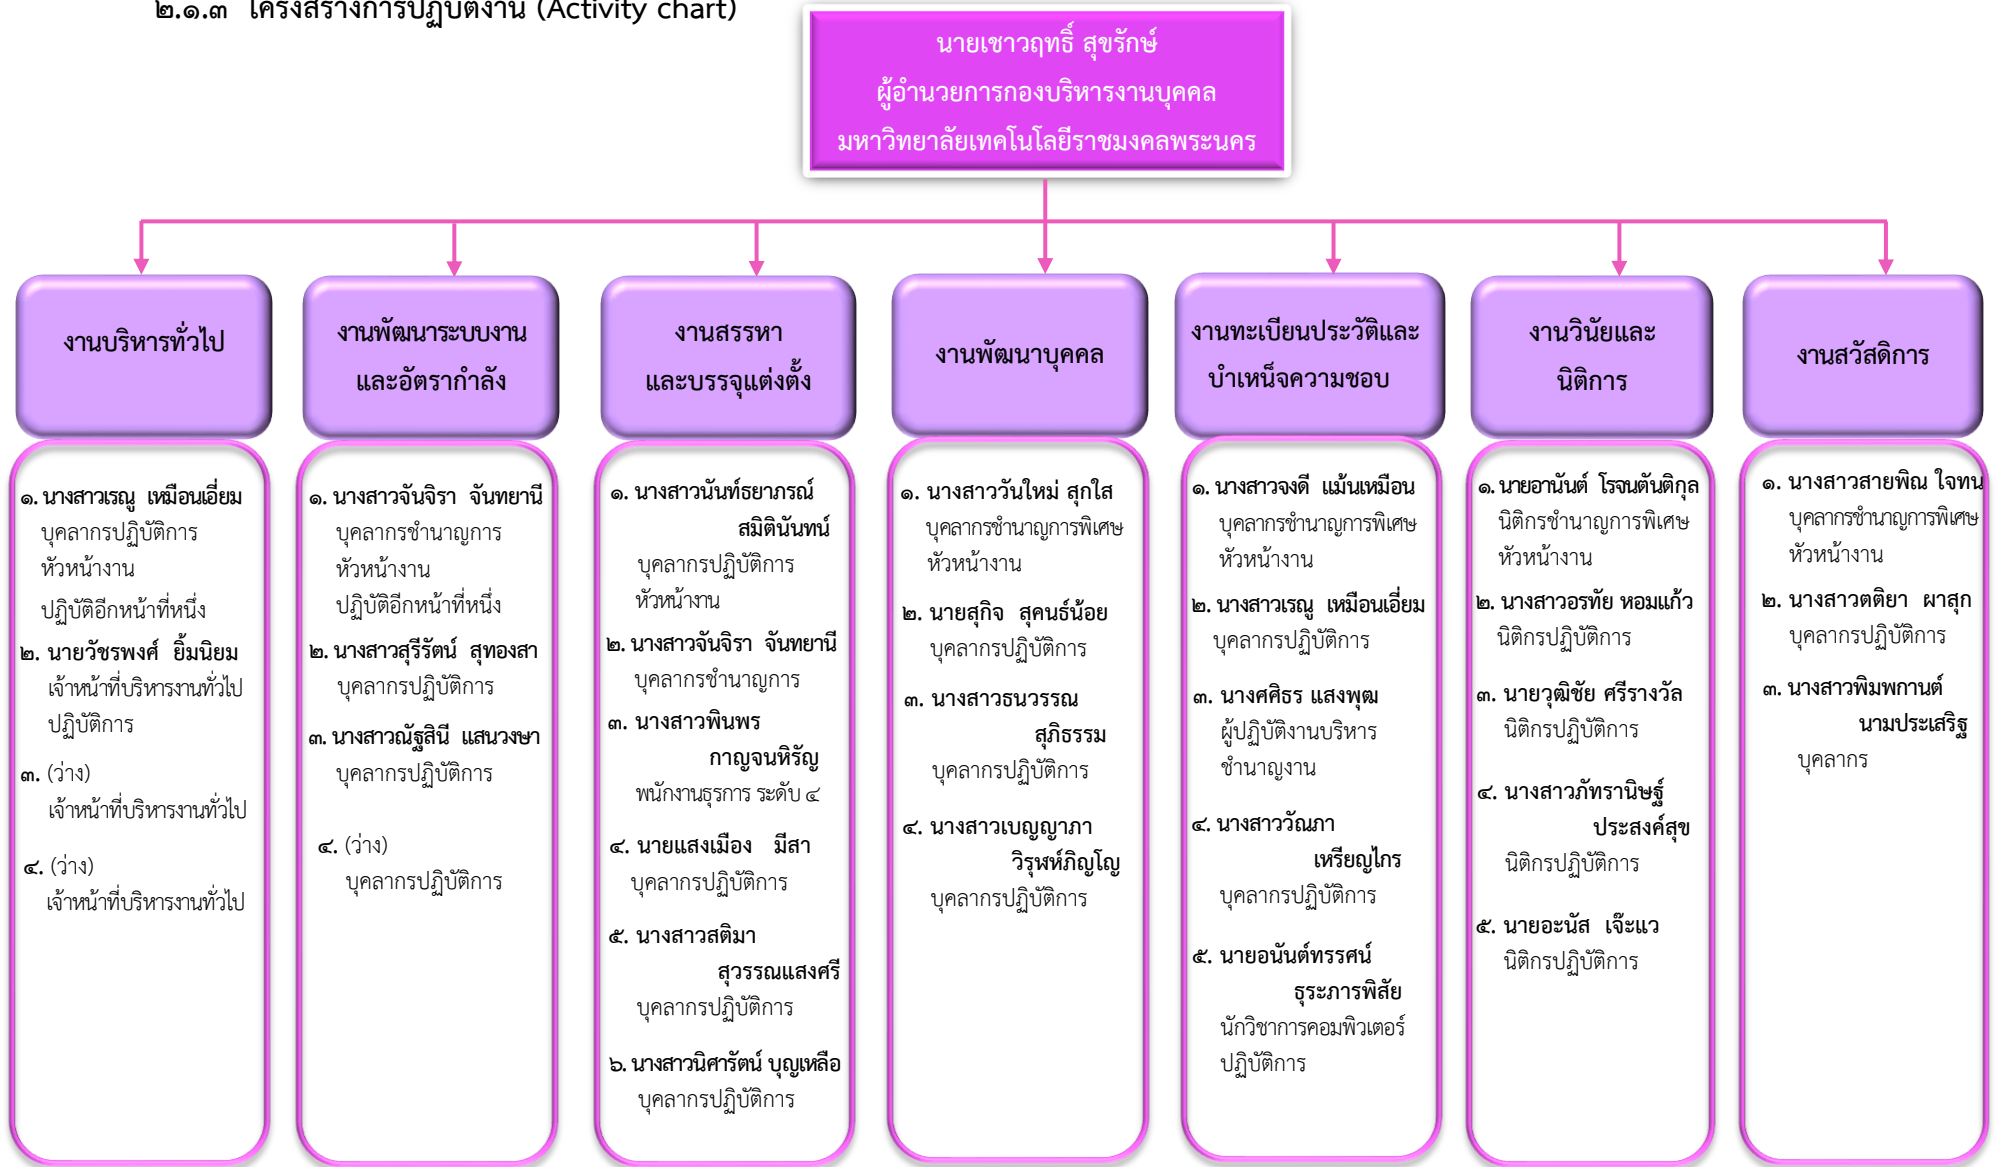 ๒.๑.๓ โครงสร้างการปฏิบัติงาน (Activity chart)
นายเชาวฤทธิ์ สุขรักษ์
ผู้อำนวยการกองบริหารงานบุคคล
มหาวิทยาลัยเทคโนโลยีราชมงคลพระนคร
งานบริหารทั่วไป
๑. นางสาวเรณู เหมือนเอี่ยม
บุคลากรปฏิบัติการ
หัวหน้างาน
ปฏิบัติอีกหน้าที่หนึ่ง
๒. นายวัชรพงศ์ ยิ้มนิยม
เจ้าหน้าที่บริหารงานทั่วไป
ปฏิบัติการ
๓. (ว่าง)
เจ้าหน้าที่บริหารงานทั่วไป
๔. (ว่าง)
เจ้าหน้าที่บริหารงานทั่วไป
งานพัฒนาระบบงาน
และอัตรากำลัง
๑. นางสาวจันจิรา จันทยานี
บุคลากรชำนาญการ
หัวหน้างาน
ปฏิบัติอีกหน้าที่หนึ่ง
๒. นางสาวสุรีรัตน์ สุทองสา
บุคลากรปฏิบัติการ
๓. นางสาวณัฐสินี แสนวงษา
บุคลากรปฏิบัติการ
๔. (ว่าง)
บุคลากรปฏิบัติการ
งานสรรหา
และบรรจุแต่งตั้ง
๑. นางสาวนันท์ธยาภรณ์
สมิตินันทน์
บุคลากรปฏิบัติการ
หัวหน้างาน
๒. นางสาวจันจิรา จันทยานี
บุคลากรชำนาญการ
๓. นางสาวพินพร
กาญจนหิรัญ
พนักงานธุรการ ระดับ ๔
๔. นายแสงเมือง มีสา
บุคลากรปฏิบัติการ
๕. นางสาวสติมา
สุวรรณแสงศรี
บุคลากรปฏิบัติการ
๖. นางสาวนิศารัตน์ บุญเหลือ
บุคลากรปฏิบัติการ
งานพัฒนาบุคคล
๑. นางสาววันใหม่ สุกใส
บุคลากรชำนาญการพิเศษ
หัวหน้างาน
๒. นายสุกิจ สุคนธ์น้อย
บุคลากรปฏิบัติการ
๓. นางสาวธนวรรณ
สุภิธรรม
บุคลากรปฏิบัติการ
๔. นางสาวเบญญาภา
วิรุฬห์ภิญโญ
บุคลากรปฏิบัติการ
งานทะเบียนประวัติและ
บำเหน็จความชอบ
๑. นางสาวจงดี แม้นเหมือน
บุคลากรชำนาญการพิเศษ
หัวหน้างาน
๒. นางสาวเรณู เหมือนเอี่ยม
บุคลากรปฏิบัติการ
๓. นางศศิธร แสงพุฒ
ผู้ปฏิบัติงานบริหาร
ชำนาญงาน
๔. นางสาววัณภา
เหรียญไกร
บุคลากรปฏิบัติการ
๕. นายอนันต์ทรรศน์
ธุระภารพิสัย
นักวิชาการคอมพิวเตอร์
ปฏิบัติการ
งานวินัยและ
นิติการ
๑. นายอานันต์ โรจนตันติกุล
นิติกรชำนาญการพิเศษ
หัวหน้างาน
๒. นางสาวอรทัย หอมแก้ว
นิติกรปฏิบัติการ
๓. นายวุฒิชัย ศรีรางวัล
นิติกรปฏิบัติการ
๔. นางสาวภัทรานิษฐ์
ประสงค์สุข
นิติกรปฏิบัติการ
๕. นายอะนัส เจ๊ะแว
นิติกรปฏิบัติการ
งานสวัสดิการ
๑. นางสาวสายพิณ ใจทน
บุคลากรชำนาญการพิเศษ
หัวหน้างาน
๒. นางสาวตติยา ผาสุก
บุคลากรปฏิบัติการ
๓. นางสาวพิมพกานต์
นามประเสริฐ
บุคลากร